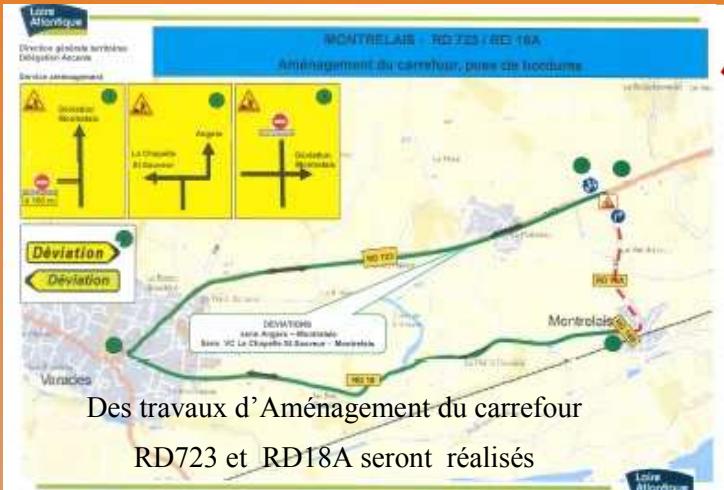 Loire
Atlantique
Direction générale territoires
Délégation Ancenis
Service aménagement
MONTRELAIS - RD 723 / RD 18A
Aménagement du carrefour, pose de bordures
Déviation
Montrelais
à 160 m
La Chapelle
St Sauveur
Angers
Déviation
Montrelais
Déviation
Déviation
RD 723
RD 18A
DEVIATIONS
sens Angers – Montrelais
Sens VC La Chapelle St Sauveur - Montrelais
Montrelais
RD 18
Varades
Des travaux d’Aménagement du carrefour
RD723 et RD18A seront réalisés
Loire
Atlantique